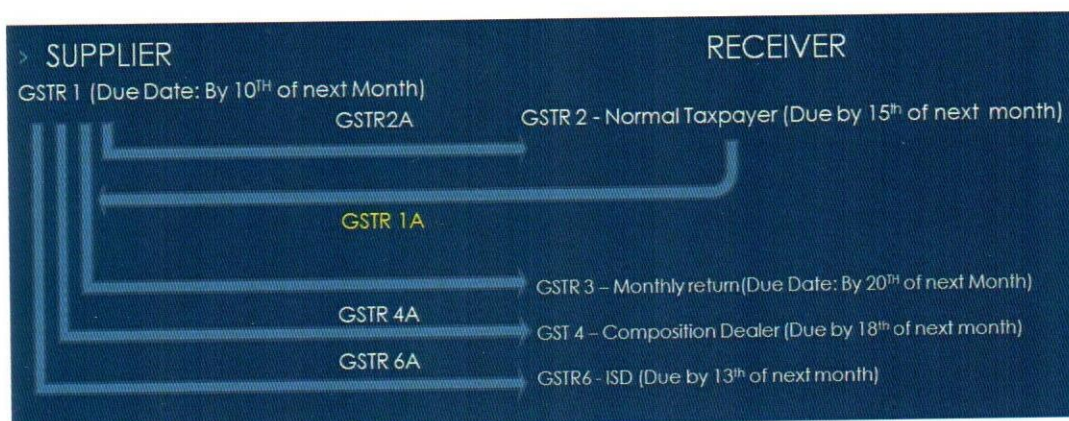 > SUPPLIER
RECEIVER
GSTR 1 (Due Date: By 10TH of next Month)
GSTR2A
GSTR 2 - Normal Taxpayer (Due by 15th of next month)
GSTR 1A
GSTR 3 – Monthly return(Due Date: By 20TH of next Month)
GSTR 4A
GST 4 – Composition Dealer (Due by 18th of next month)
GSTR 6A
GSTR6 - ISD (Due by 13th of next month)